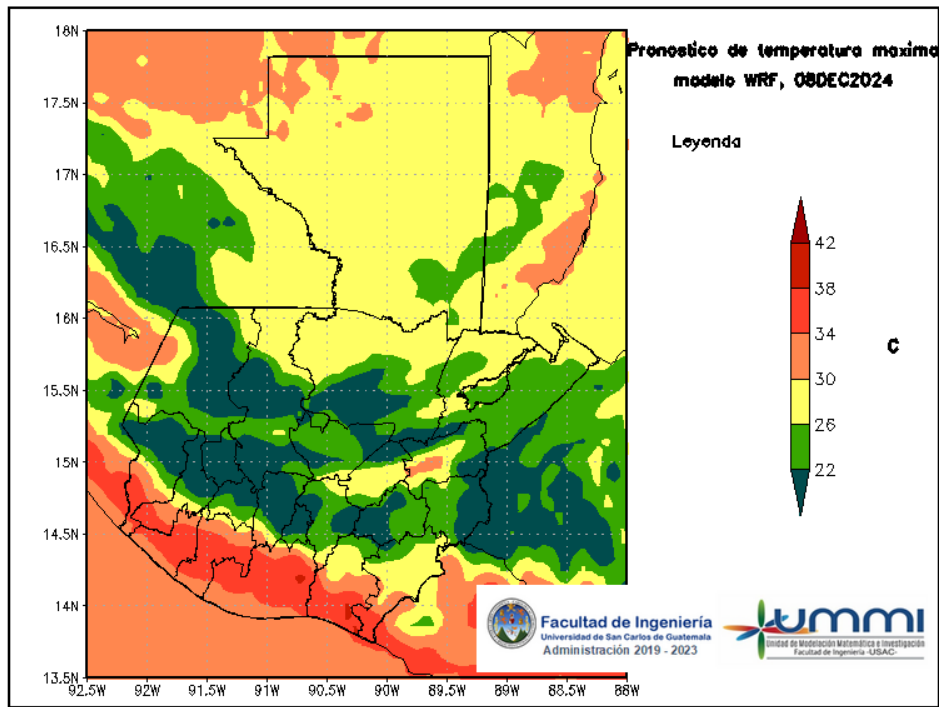 Pronostico de temperatura maxima
modelo WRF, 08DEC2024
Leyenda
42
38
34
30
26
22
C
18N
17.5N
17N
16.5N
16N
15.5N
15N
14.5N
14N
13.5N
92.5W
92W
91.5W
91W
90.5W
90W
89.5W
89W
88.5W
88W
Facultad de Ingeniería
Universidad de San Carlos de Guatemala
Administración 2019 - 2023
ummi
Unidad de Modelación Matemática e Investigación
Facultad de Ingeniería -USAC-